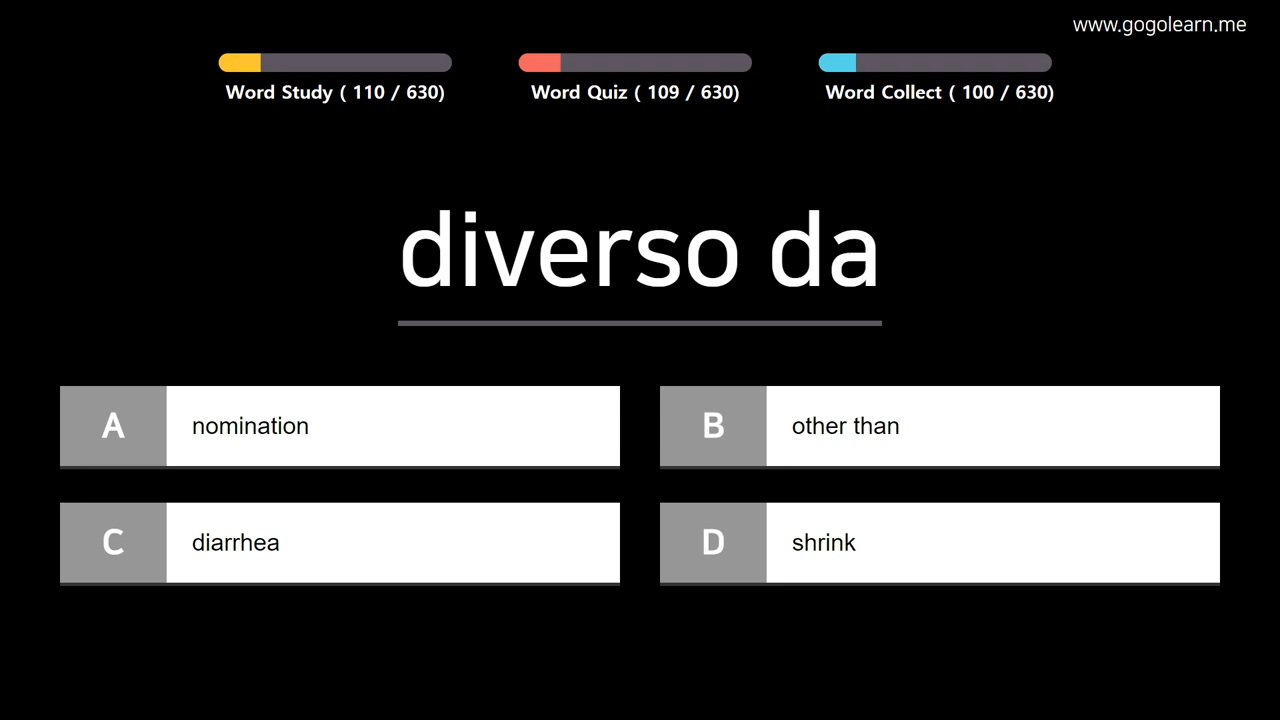 www.gogolearn.me
Word Study ( 110 / 630)
Word Quiz ( 109 / 630)
Word Collect ( 100 / 630)
diverso da
A nomination
B other than
C diarrhea
D shrink